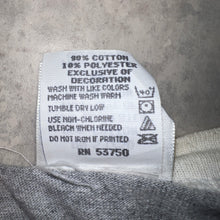 90% COTTON
10% POLYESTER
EXCLUSIVE OF
DECORATION
WASH WITH LIKE COLORS
MACHINE WASH WARM
TUMBLE DRY LOW
USE NON-CHLORINE
BLEACH WHEN NEEDED
DO NOT IRON IF PRINTED
RN 53750